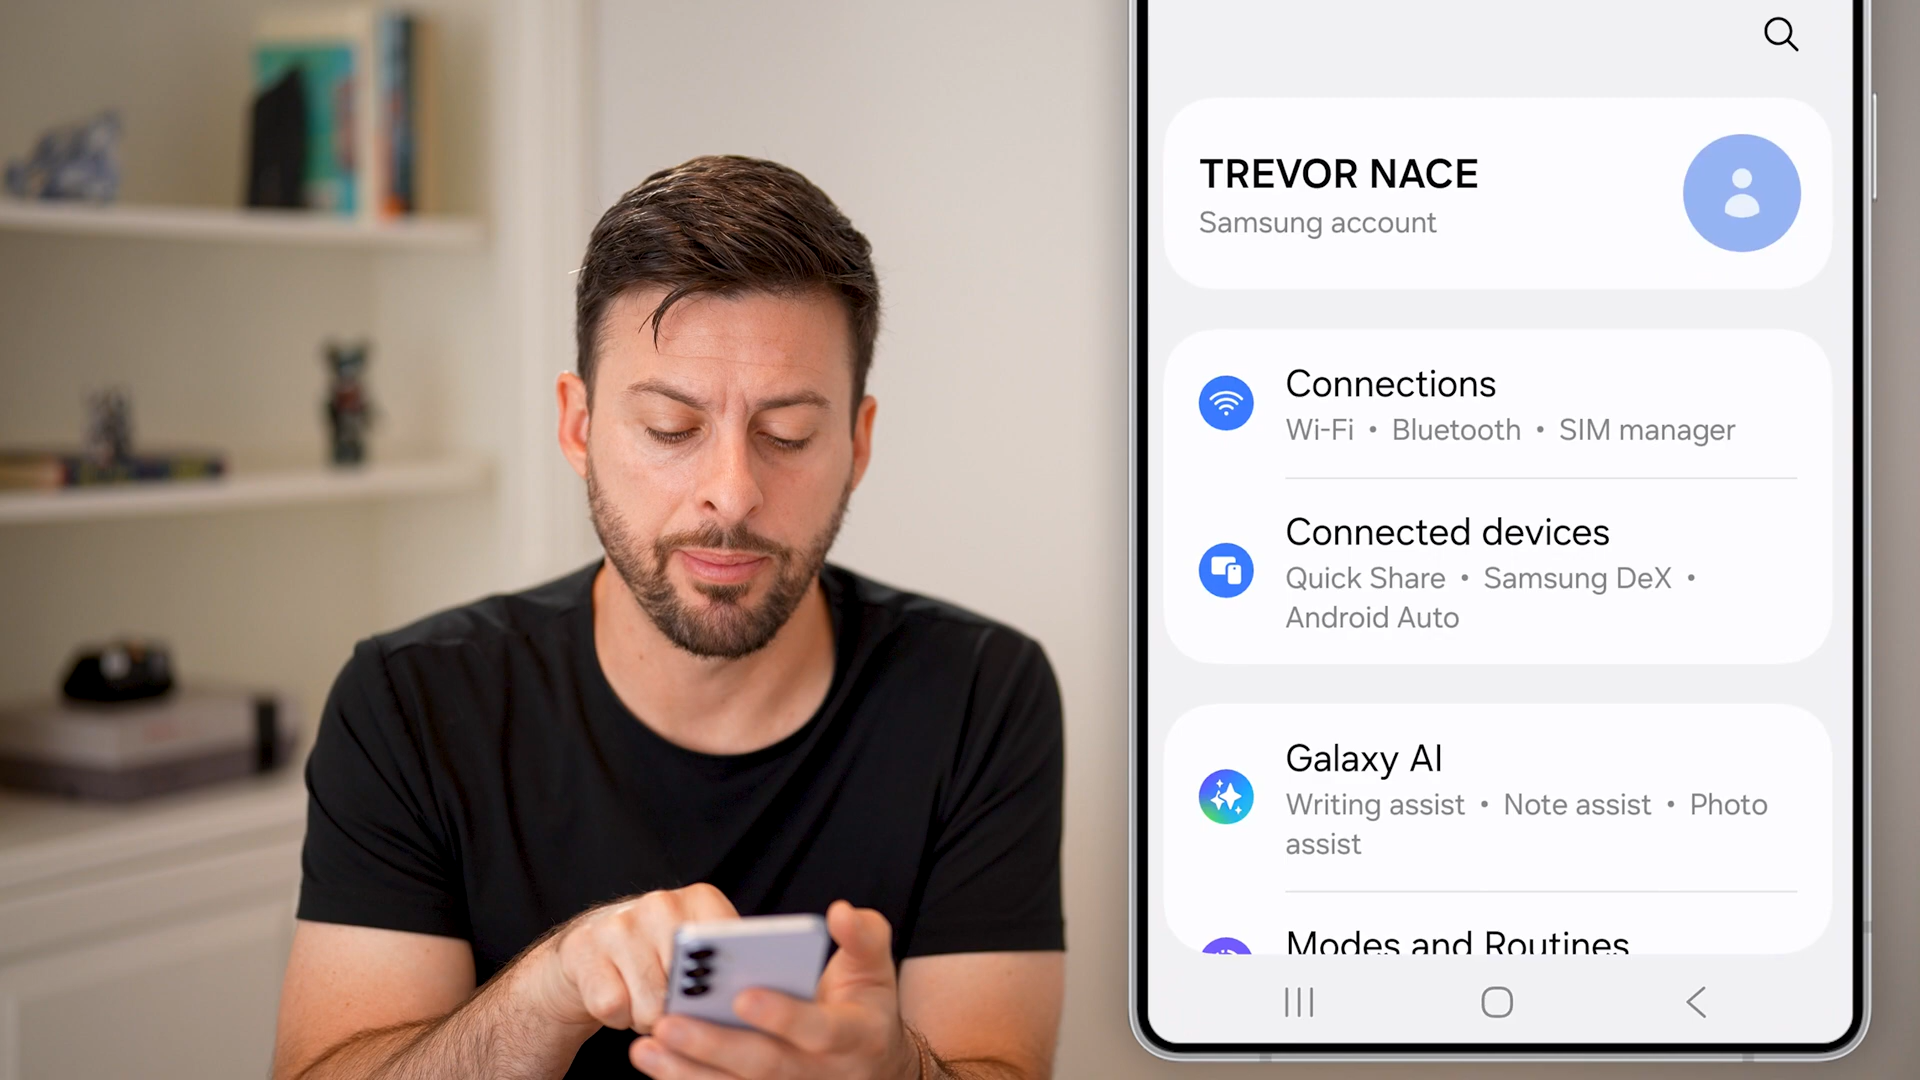 TREVOR NACE
Samsung account
Connections
Wi-Fi • Bluetooth • SIM manager
Connected devices
Quick Share • Samsung DeX •
Android Auto
Galaxy AI
Writing assist • Note assist • Photo
assist
Modes and Routines